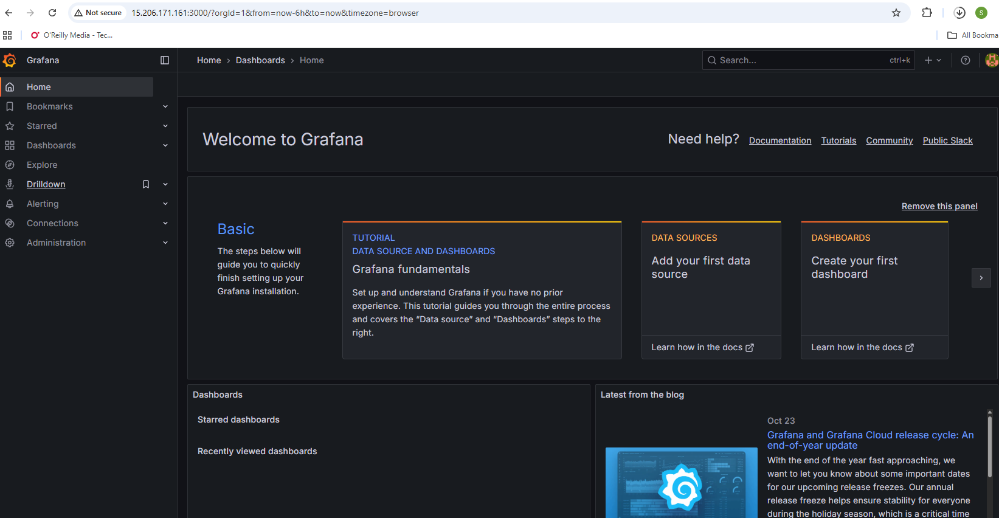 Not secure 15.206.171.161:3000/?orgId=1&from=now-6h&to=now&timezone=browser S
O'Reilly Media - Tec... All Bookma
Grafana Home › Dashboards › Home Search... ctrl+k
Home
Bookmarks
Starred
Dashboards
Explore
Drilldown
Alerting
Connections
Administration
Welcome to Grafana
Need help? Documentation Tutorials Community Public Slack
Remove this panel
Basic
The steps below will
guide you to quickly
finish setting up your
Grafana installation.
TUTORIAL
DATA SOURCE AND DASHBOARDS
Grafana fundamentals
Set up and understand Grafana if you have no prior
experience. This tutorial guides you through the entire process
and covers the “Data source” and “Dashboards” steps to the
right.
DATA SOURCES
Add your first data
source
Learn how in the docs
DASHBOARDS
Create your first
dashboard
Learn how in the docs
Dashboards
Starred dashboards
Recently viewed dashboards
Latest from the blog
Oct 23
Grafana and Grafana Cloud release cycle: An
end-of-year update
With the end of the year fast approaching, we
want to let you know about some important dates
for our upcoming release freezes. Our annual
release freeze helps ensure stability for everyone
during the holiday season, which is a critical time